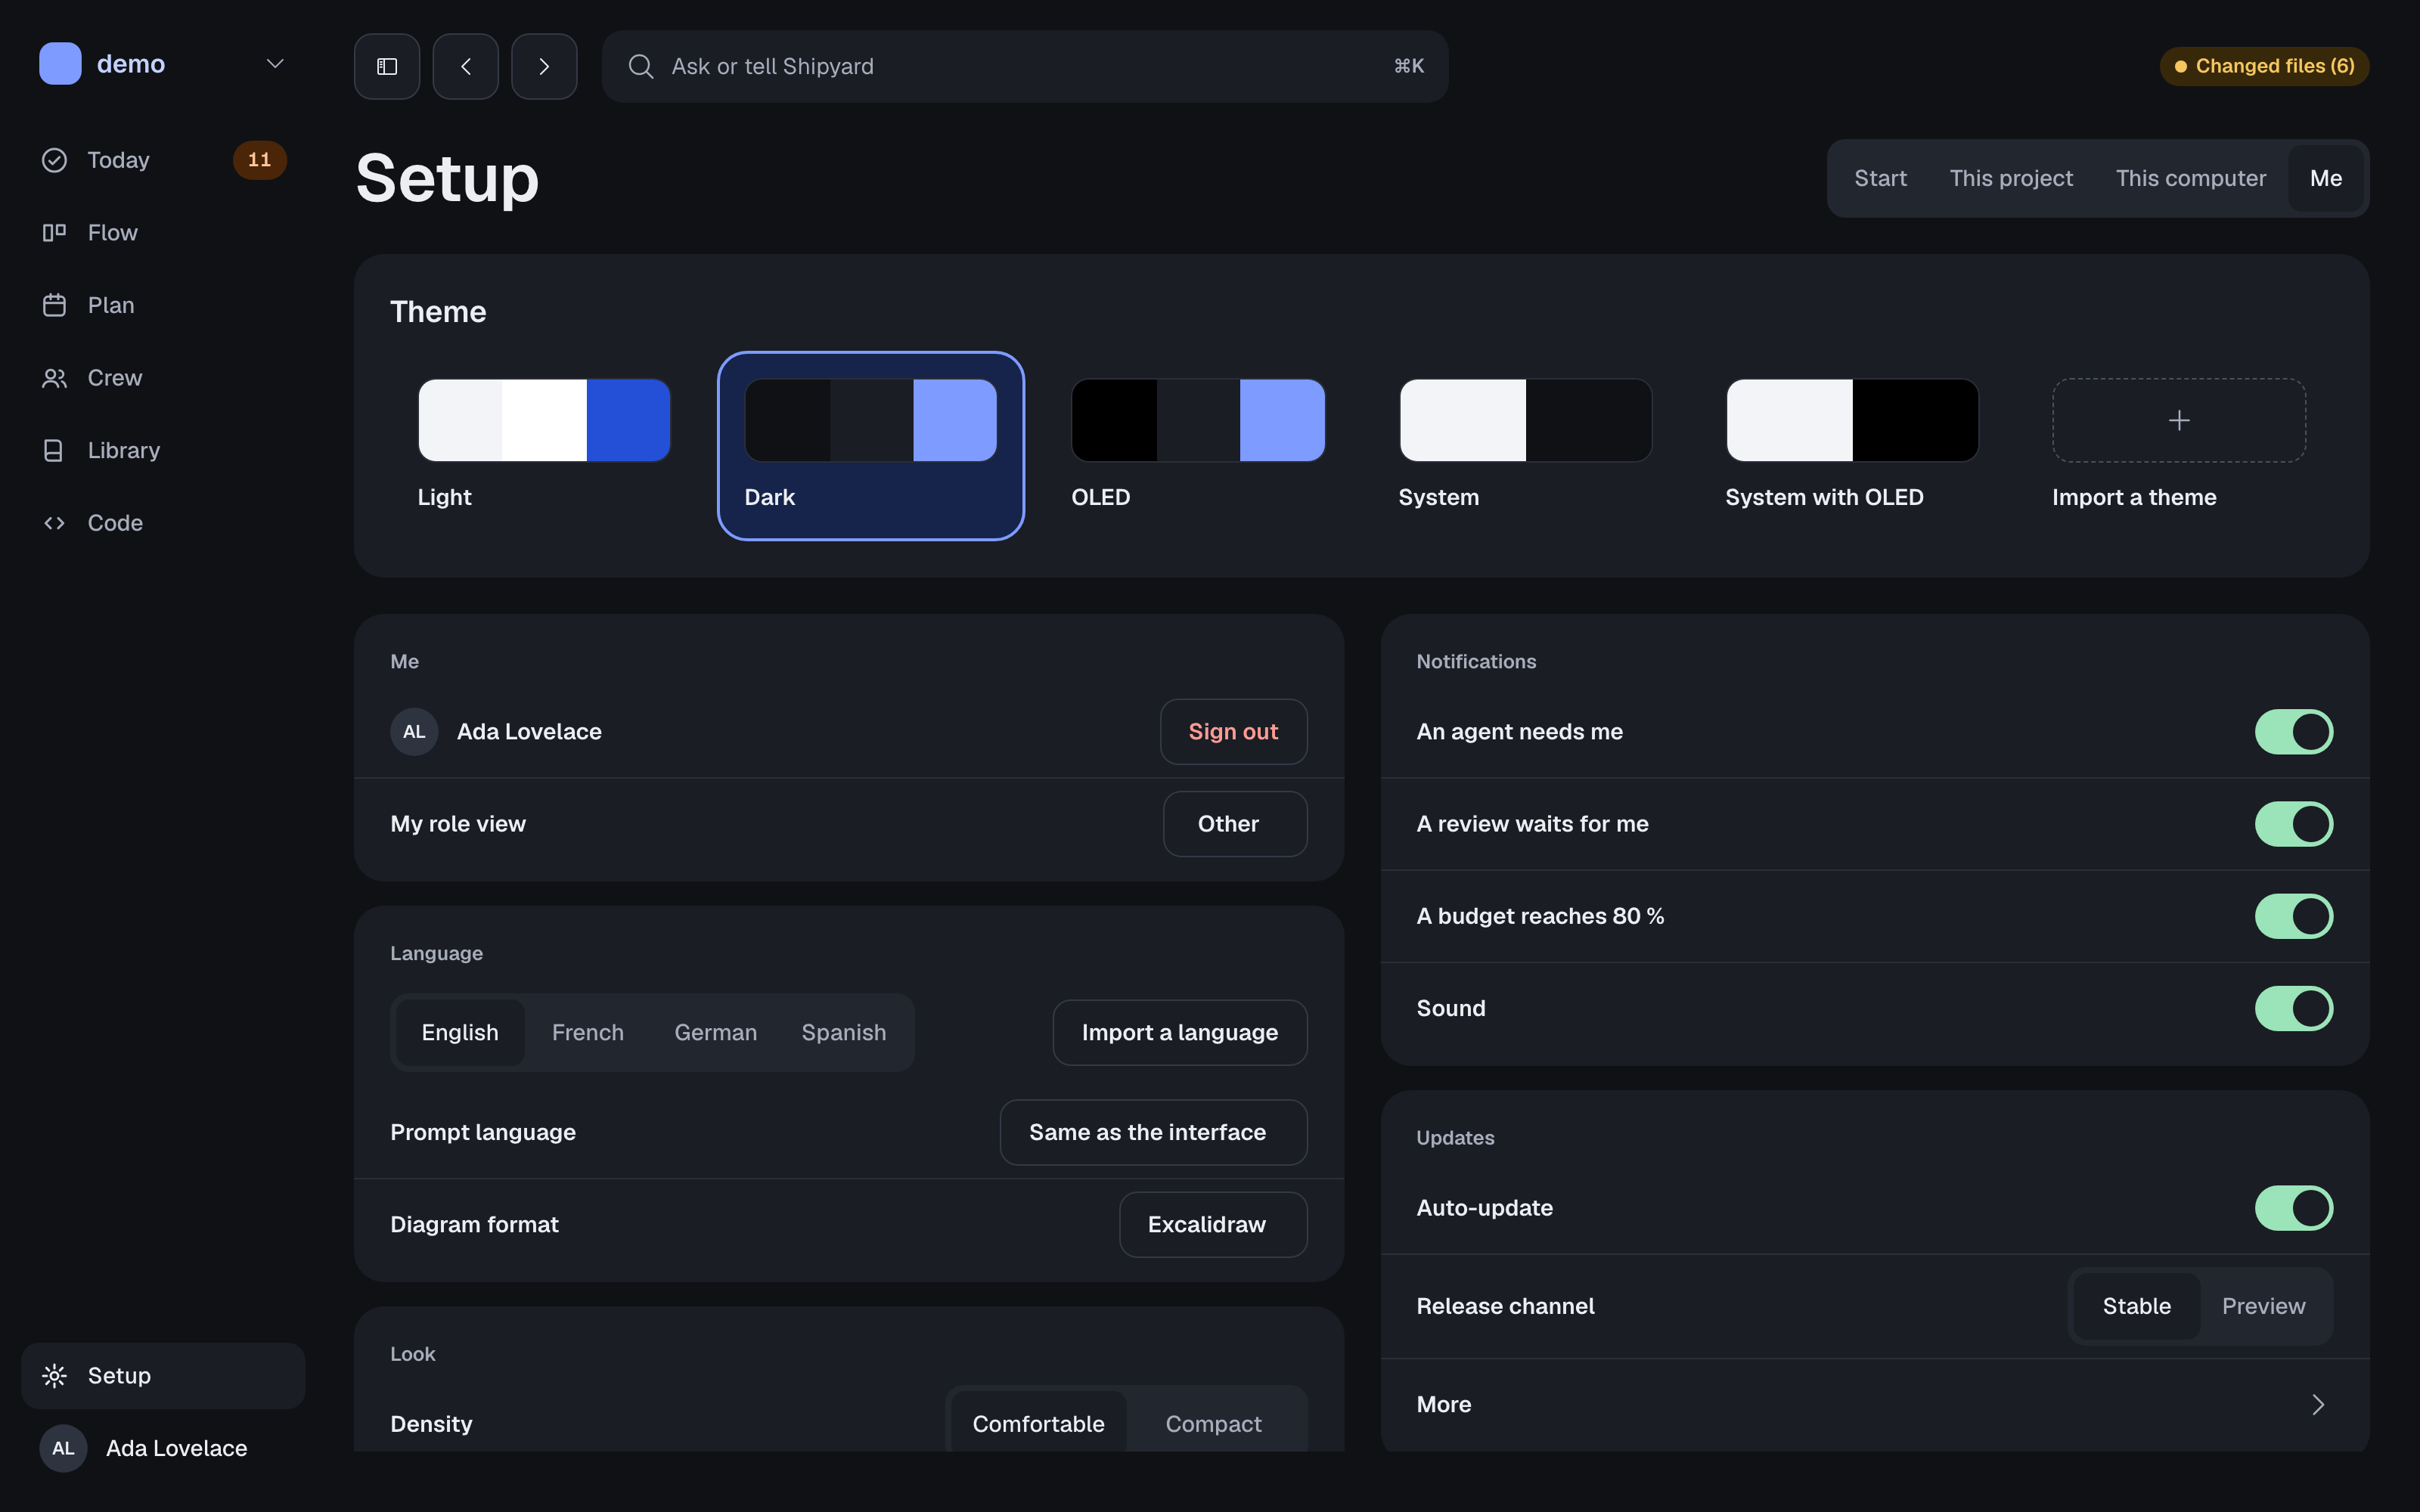 demo
Ask or tell Shipyard
⌘K
Changed files (6)
Today
11
Flow
Plan
Crew
Library
Code
Setup
Start
This project
This computer
Me
Theme
Light
Dark
OLED
System
System with OLED
Import a theme
Me
AL
Ada Lovelace
Sign out
My role view
Other
Language
English
French
German
Spanish
Import a language
Prompt language
Same as the interface
Diagram format
Excalidraw
Look
Density
Comfortable
Compact
Notifications
An agent needs me
A review waits for me
A budget reaches 80 %
Sound
Updates
Auto-update
Release channel
Stable
Preview
More
Setup
AL
Ada Lovelace